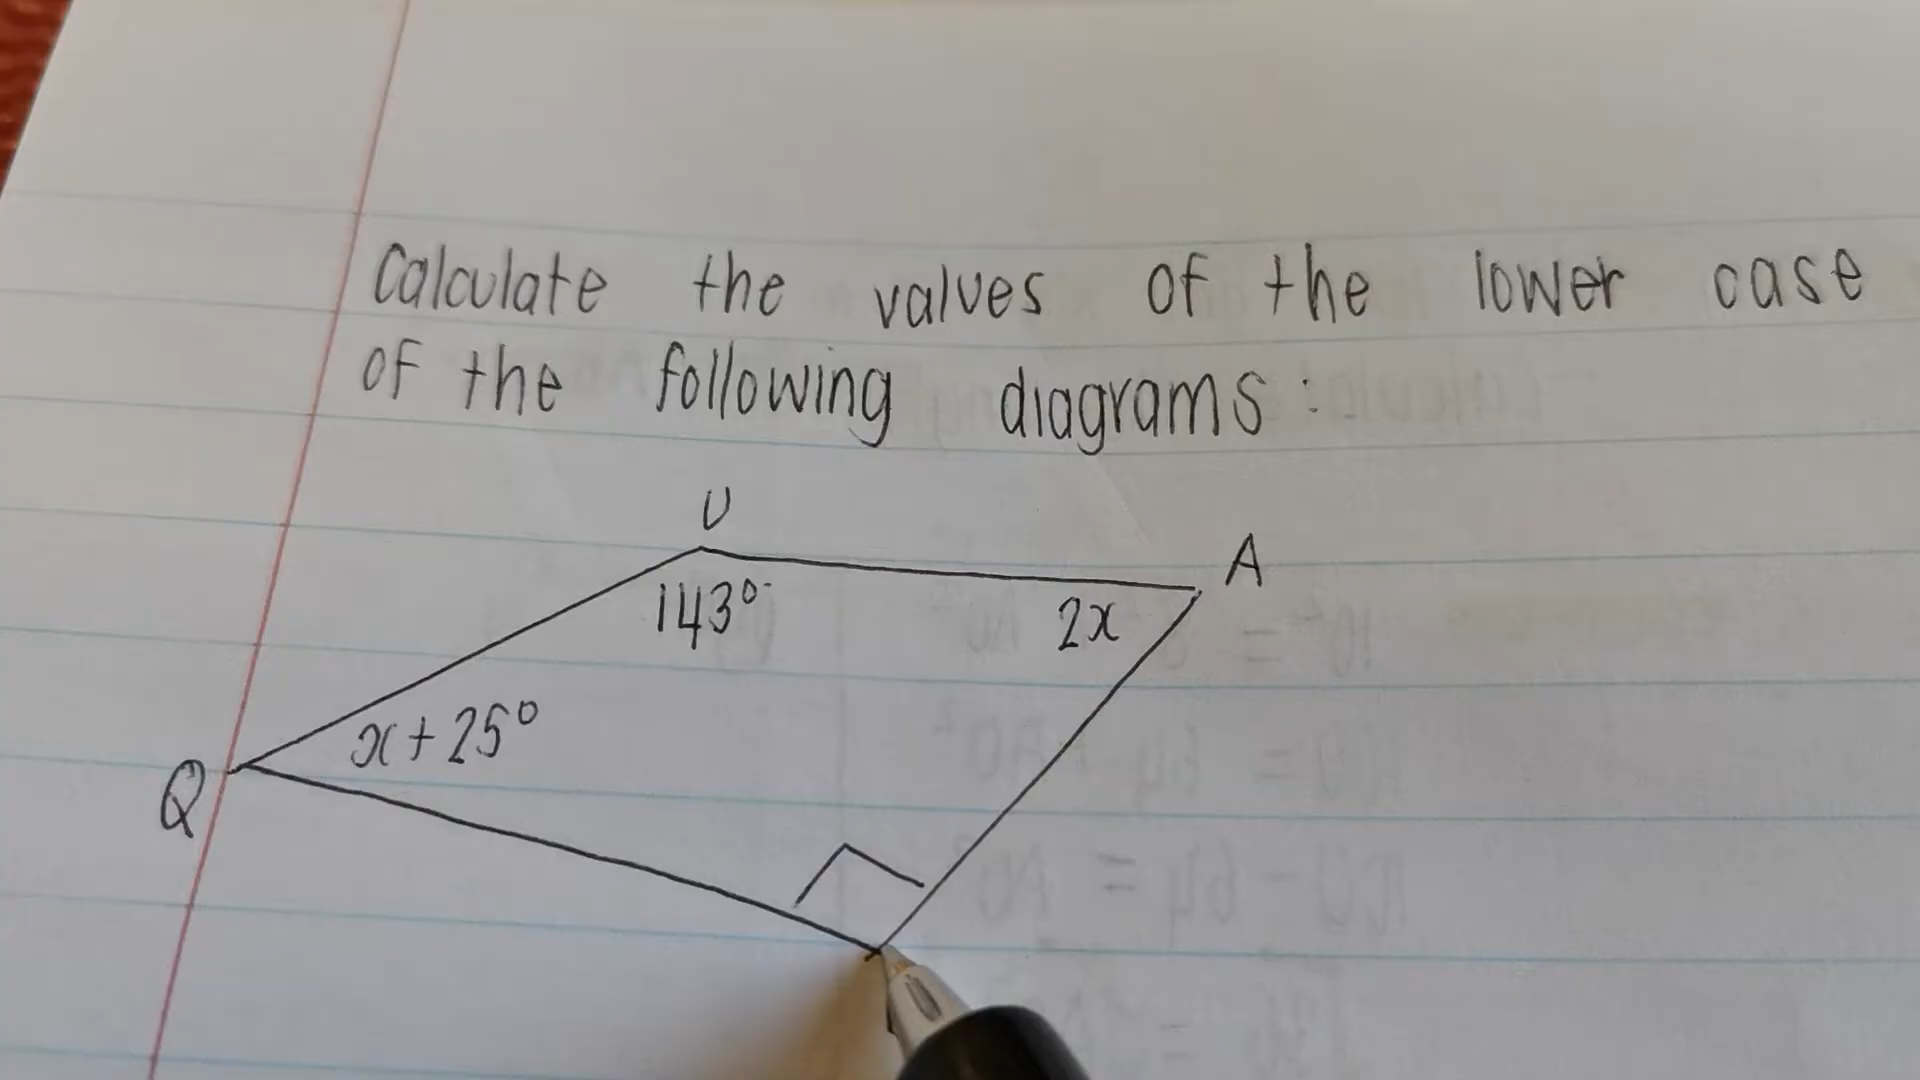 Calculate the values of the lower case
of the following diagrams:
U
A
143°
2x
x+25°
Q